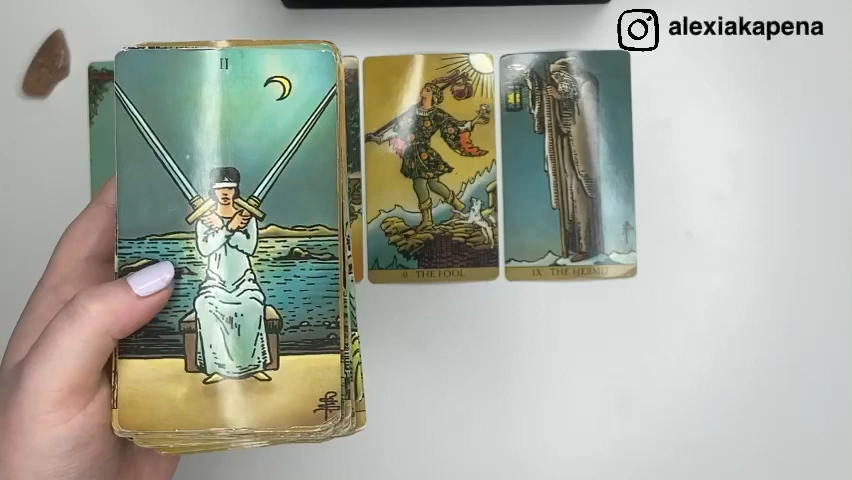 alexiakapena
II
0 THE FOOL
IX THE HERMIT